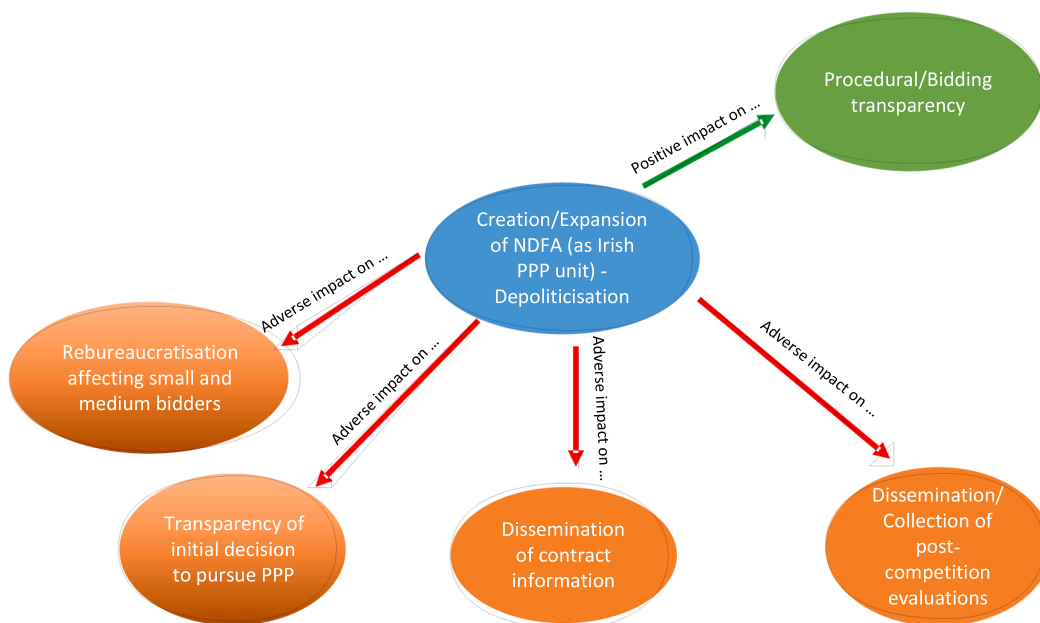 Procedural/Bidding
transparency
Positive impact on ...
Creation/Expansion
of NDFA (as Irish
PPP unit) -
Depoliticisation
Adverse impact on ...
Rebureaucratisation
affecting small and
medium bidders
Adverse impact on ...
Transparency of
initial decision
to pursue PPP
Adverse impact on ...
Dissemination
of contract
information
Adverse impact on ...
Dissemination/
Collection of
post-
competition
evaluations